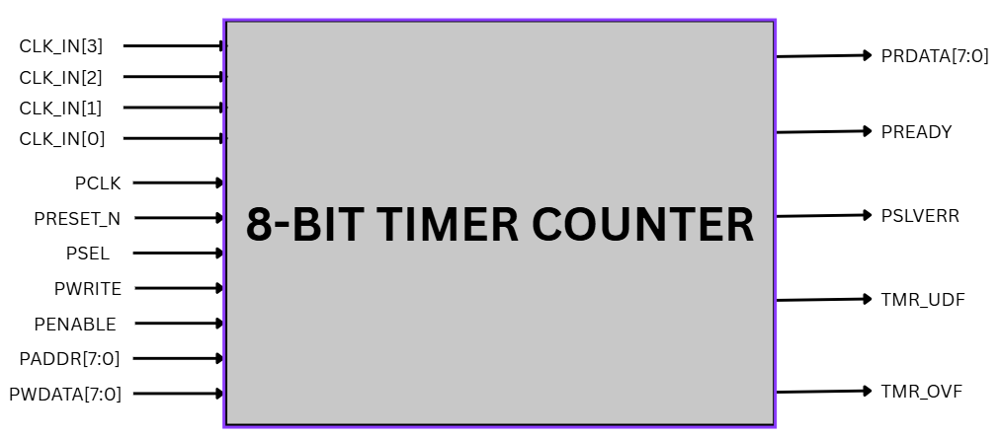 CLK_IN[3]
CLK_IN[2]
CLK_IN[1]
CLK_IN[0]
PCLK
PRESET_N
PSEL
PWRITE
PENABLE
PADDR[7:0]
PWDATA[7:0]
8-BIT TIMER COUNTER
PRDATA[7:0]
PREADY
PSLVERR
TMR_UDF
TMR_OVF